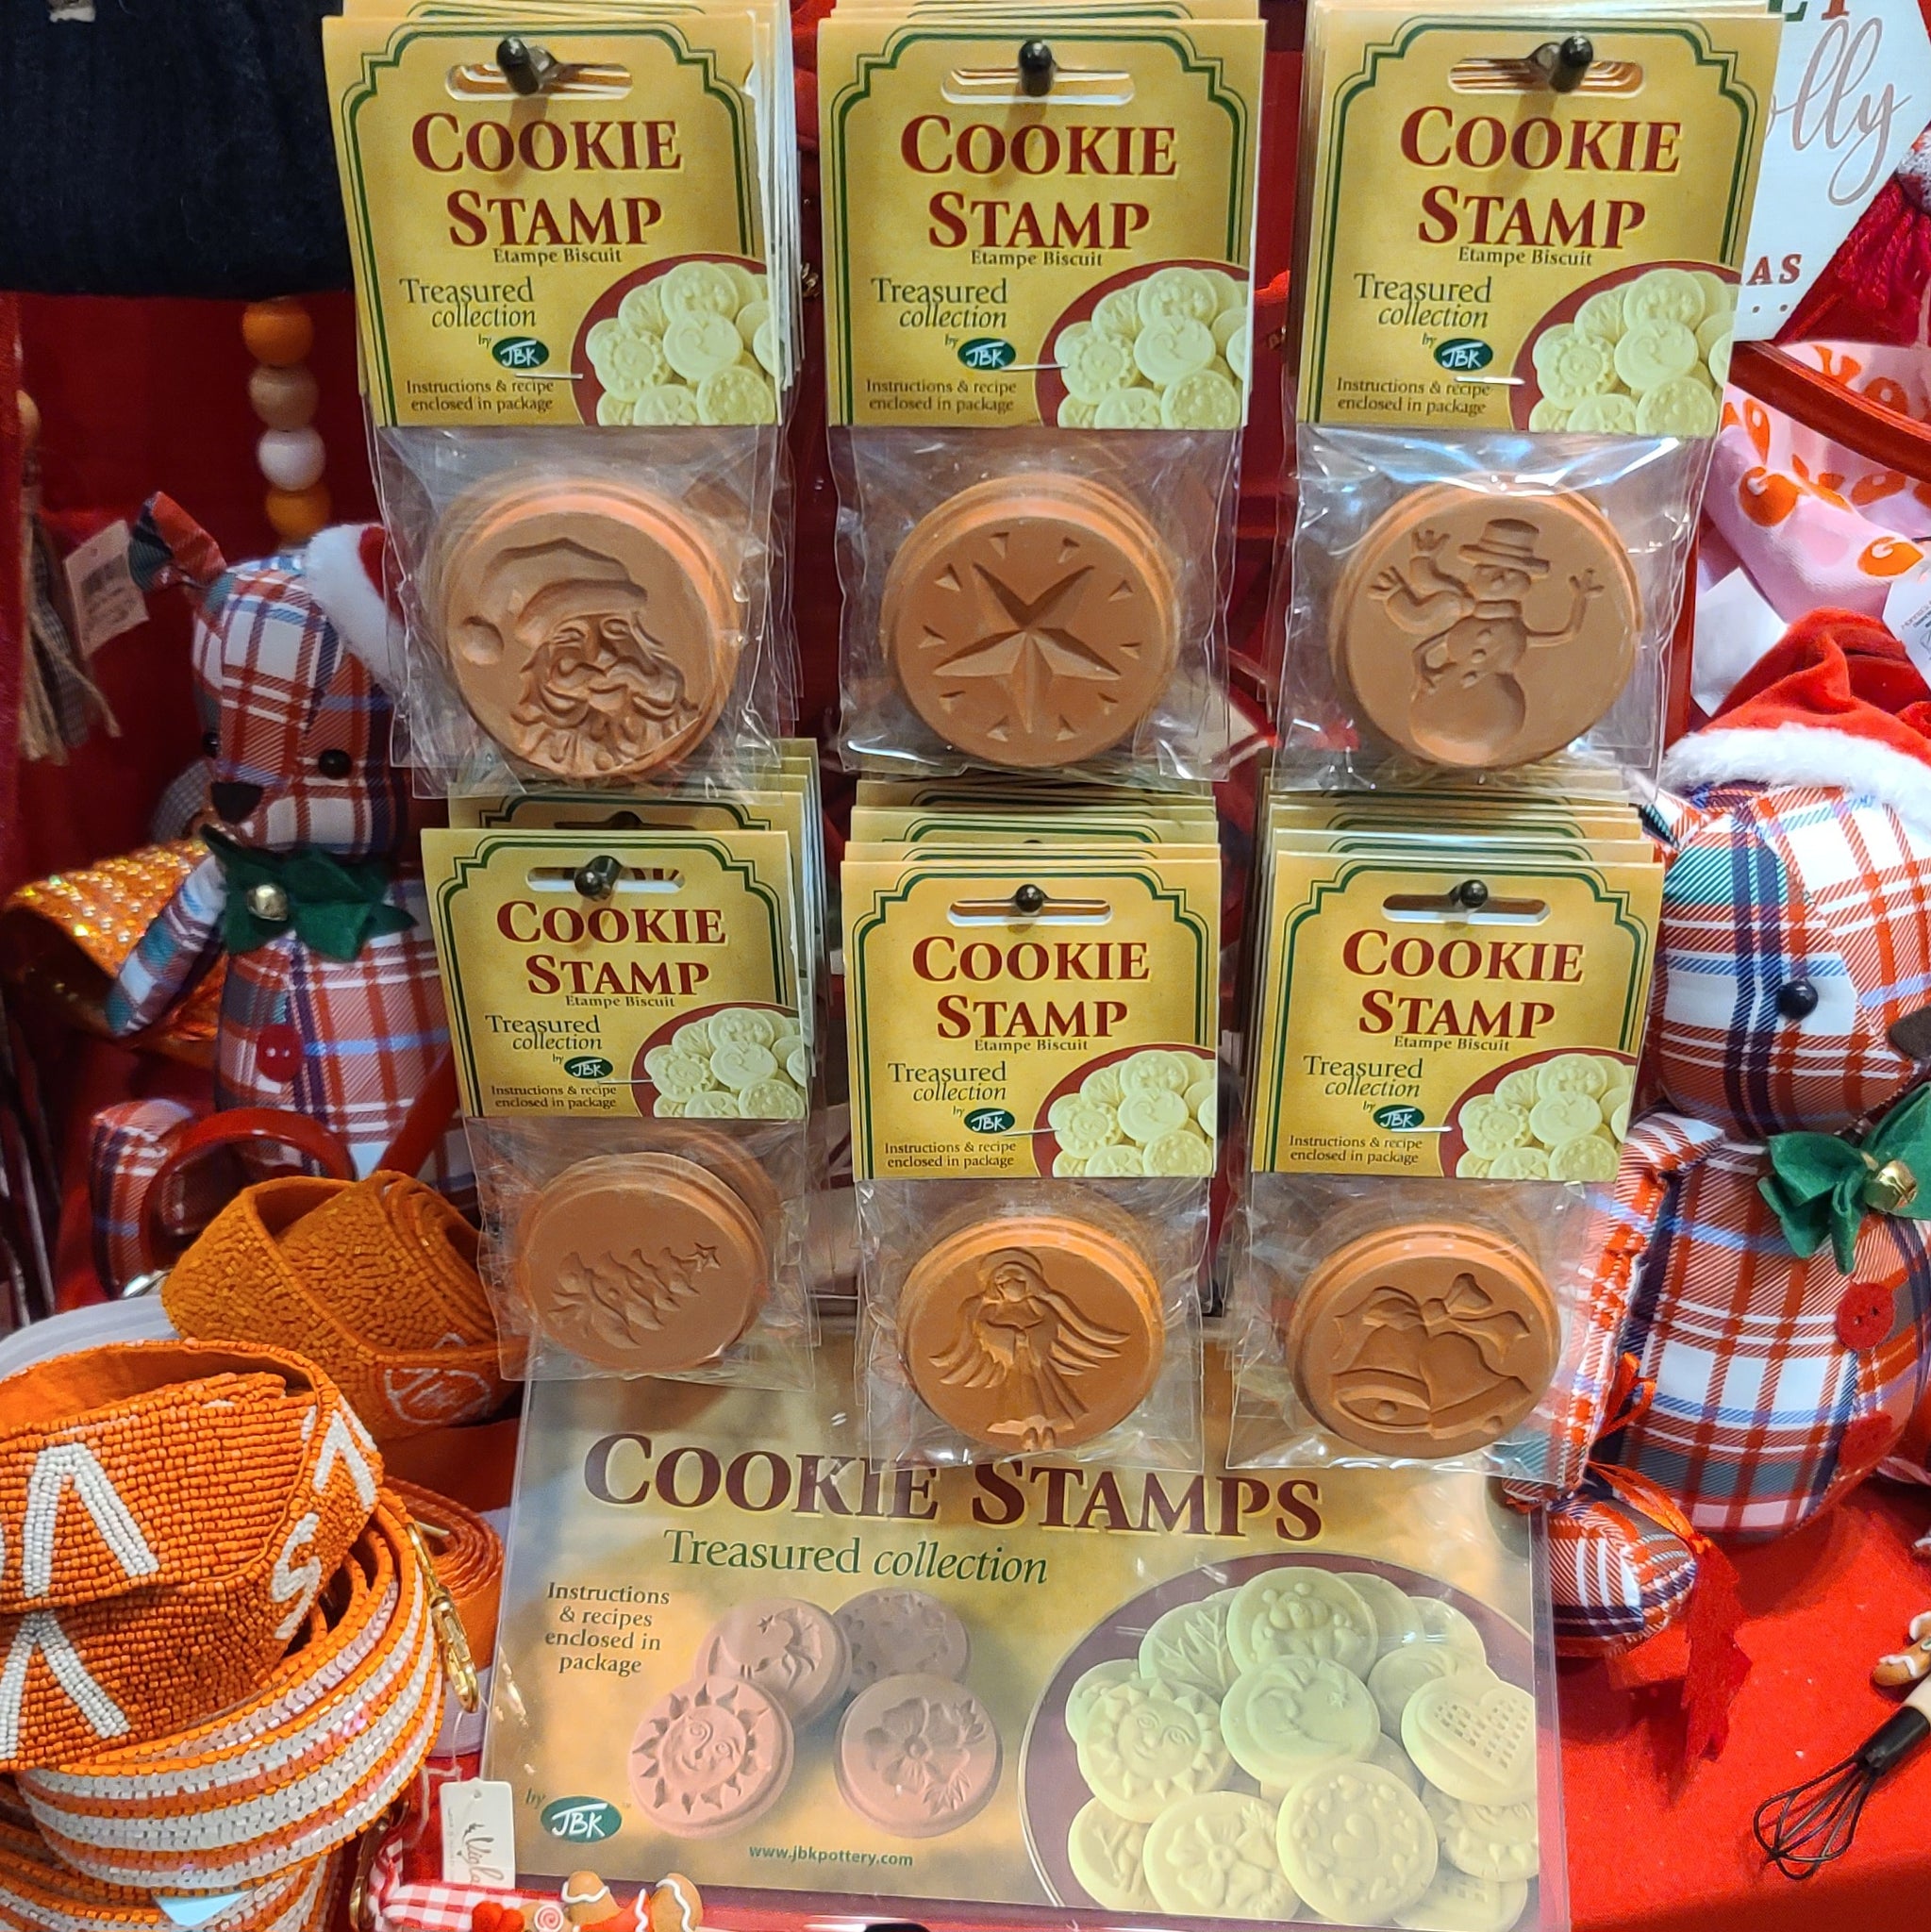 COOKIE
STAMP
Etampe Biscuit
Treasured
collection
by
JBK
Instructions & recipe
enclosed in package
COOKIE
STAMP
Etampe Biscuit
Treasured
collection
by
JBK
Instructions & recipe
enclosed in package
COOKIE
STAMP
Etampe Biscuit
Treasured
collection
by
JBK
Instructions & recipe
enclosed in package
olly
AS
COOKIE
STAMP
Etampe Biscuit
Treasured
collection
by
JBK
Instructions & recipe
enclosed in package
COOKIE
STAMP
Etampe Biscuit
Treasured
collection
by
JBK
Instructions & recipe
enclosed in package
COOKIE
STAMP
Etampe Biscuit
Treasured
collection
by
JBK
Instructions & recipe
enclosed in package
COOKIE STAMPS
Treasured collection
Instructions
& recipes
enclosed in
package
by
JBK
www.jbkpottery.com